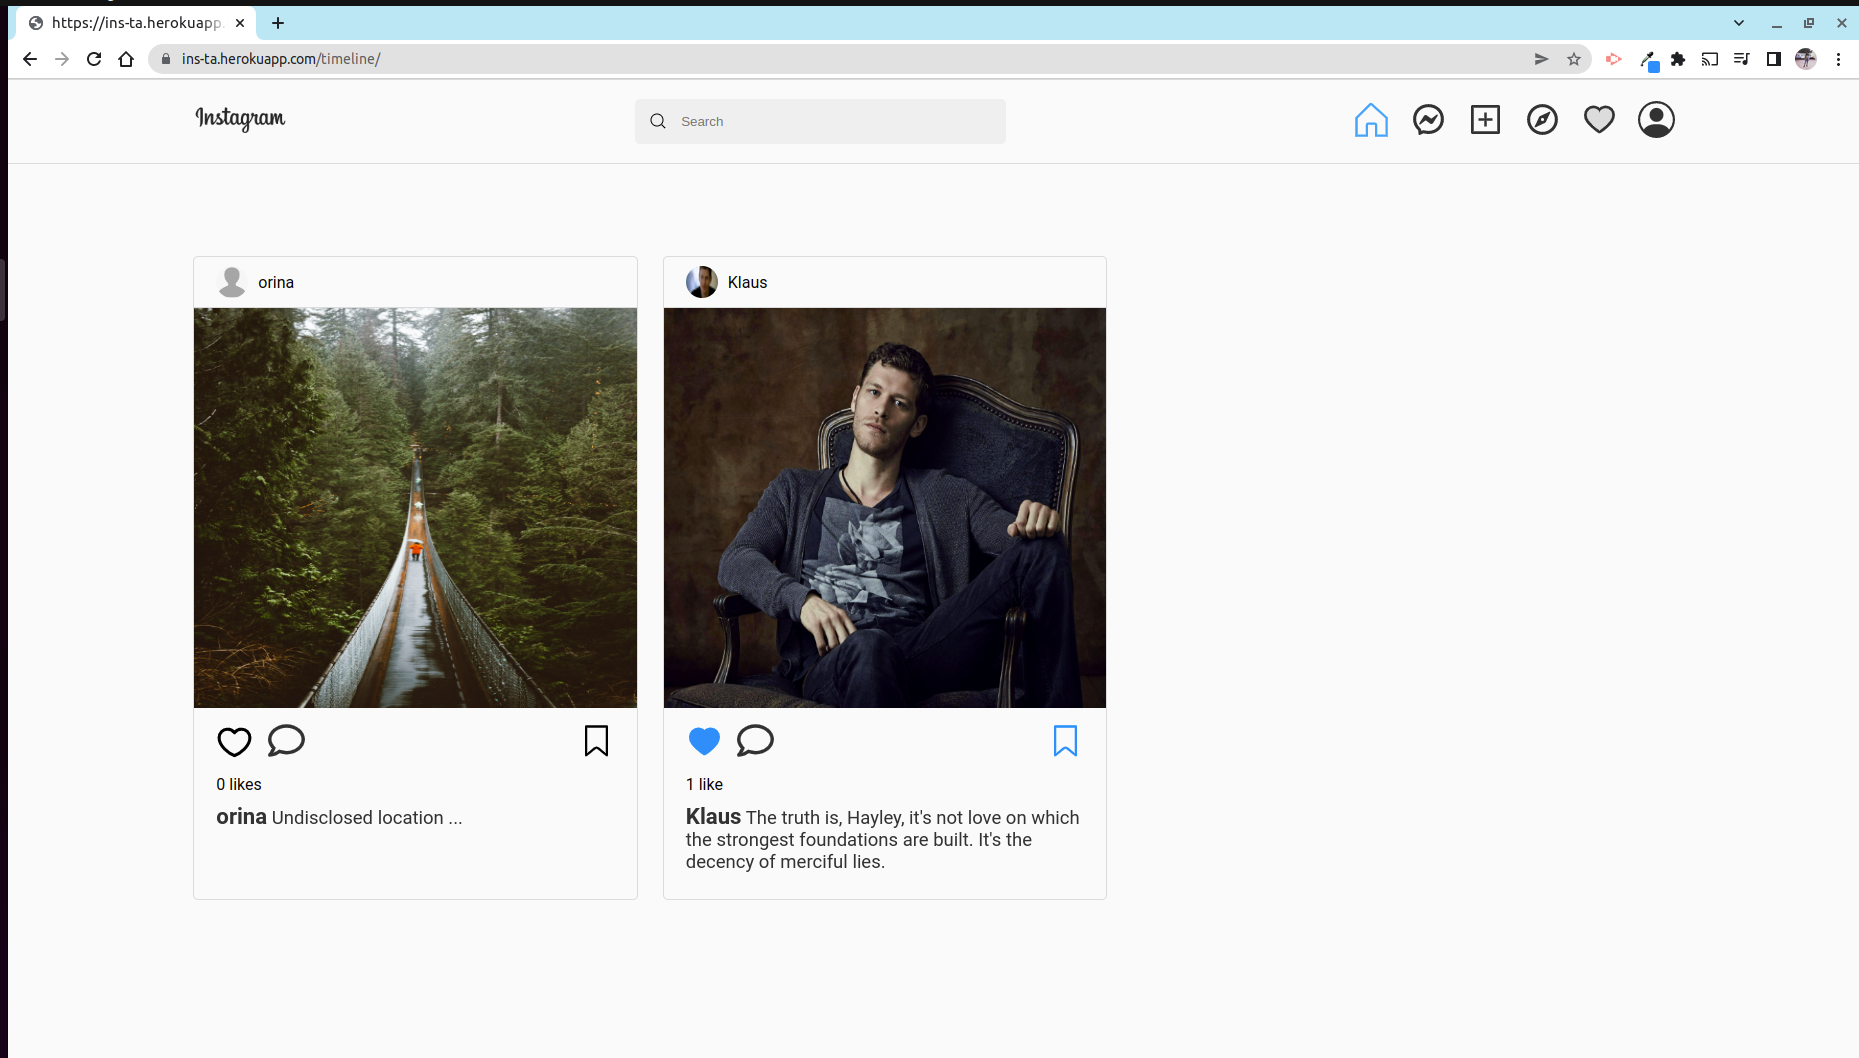 https://ins-ta.herokuapp.
ins-ta.herokuapp.com/timeline/
Instagram
Search
orina
Klaus
0 likes
orina Undisclosed location ...
1 like
Klaus The truth is, Hayley, it's not love on which
the strongest foundations are built. It's the
decency of merciful lies.